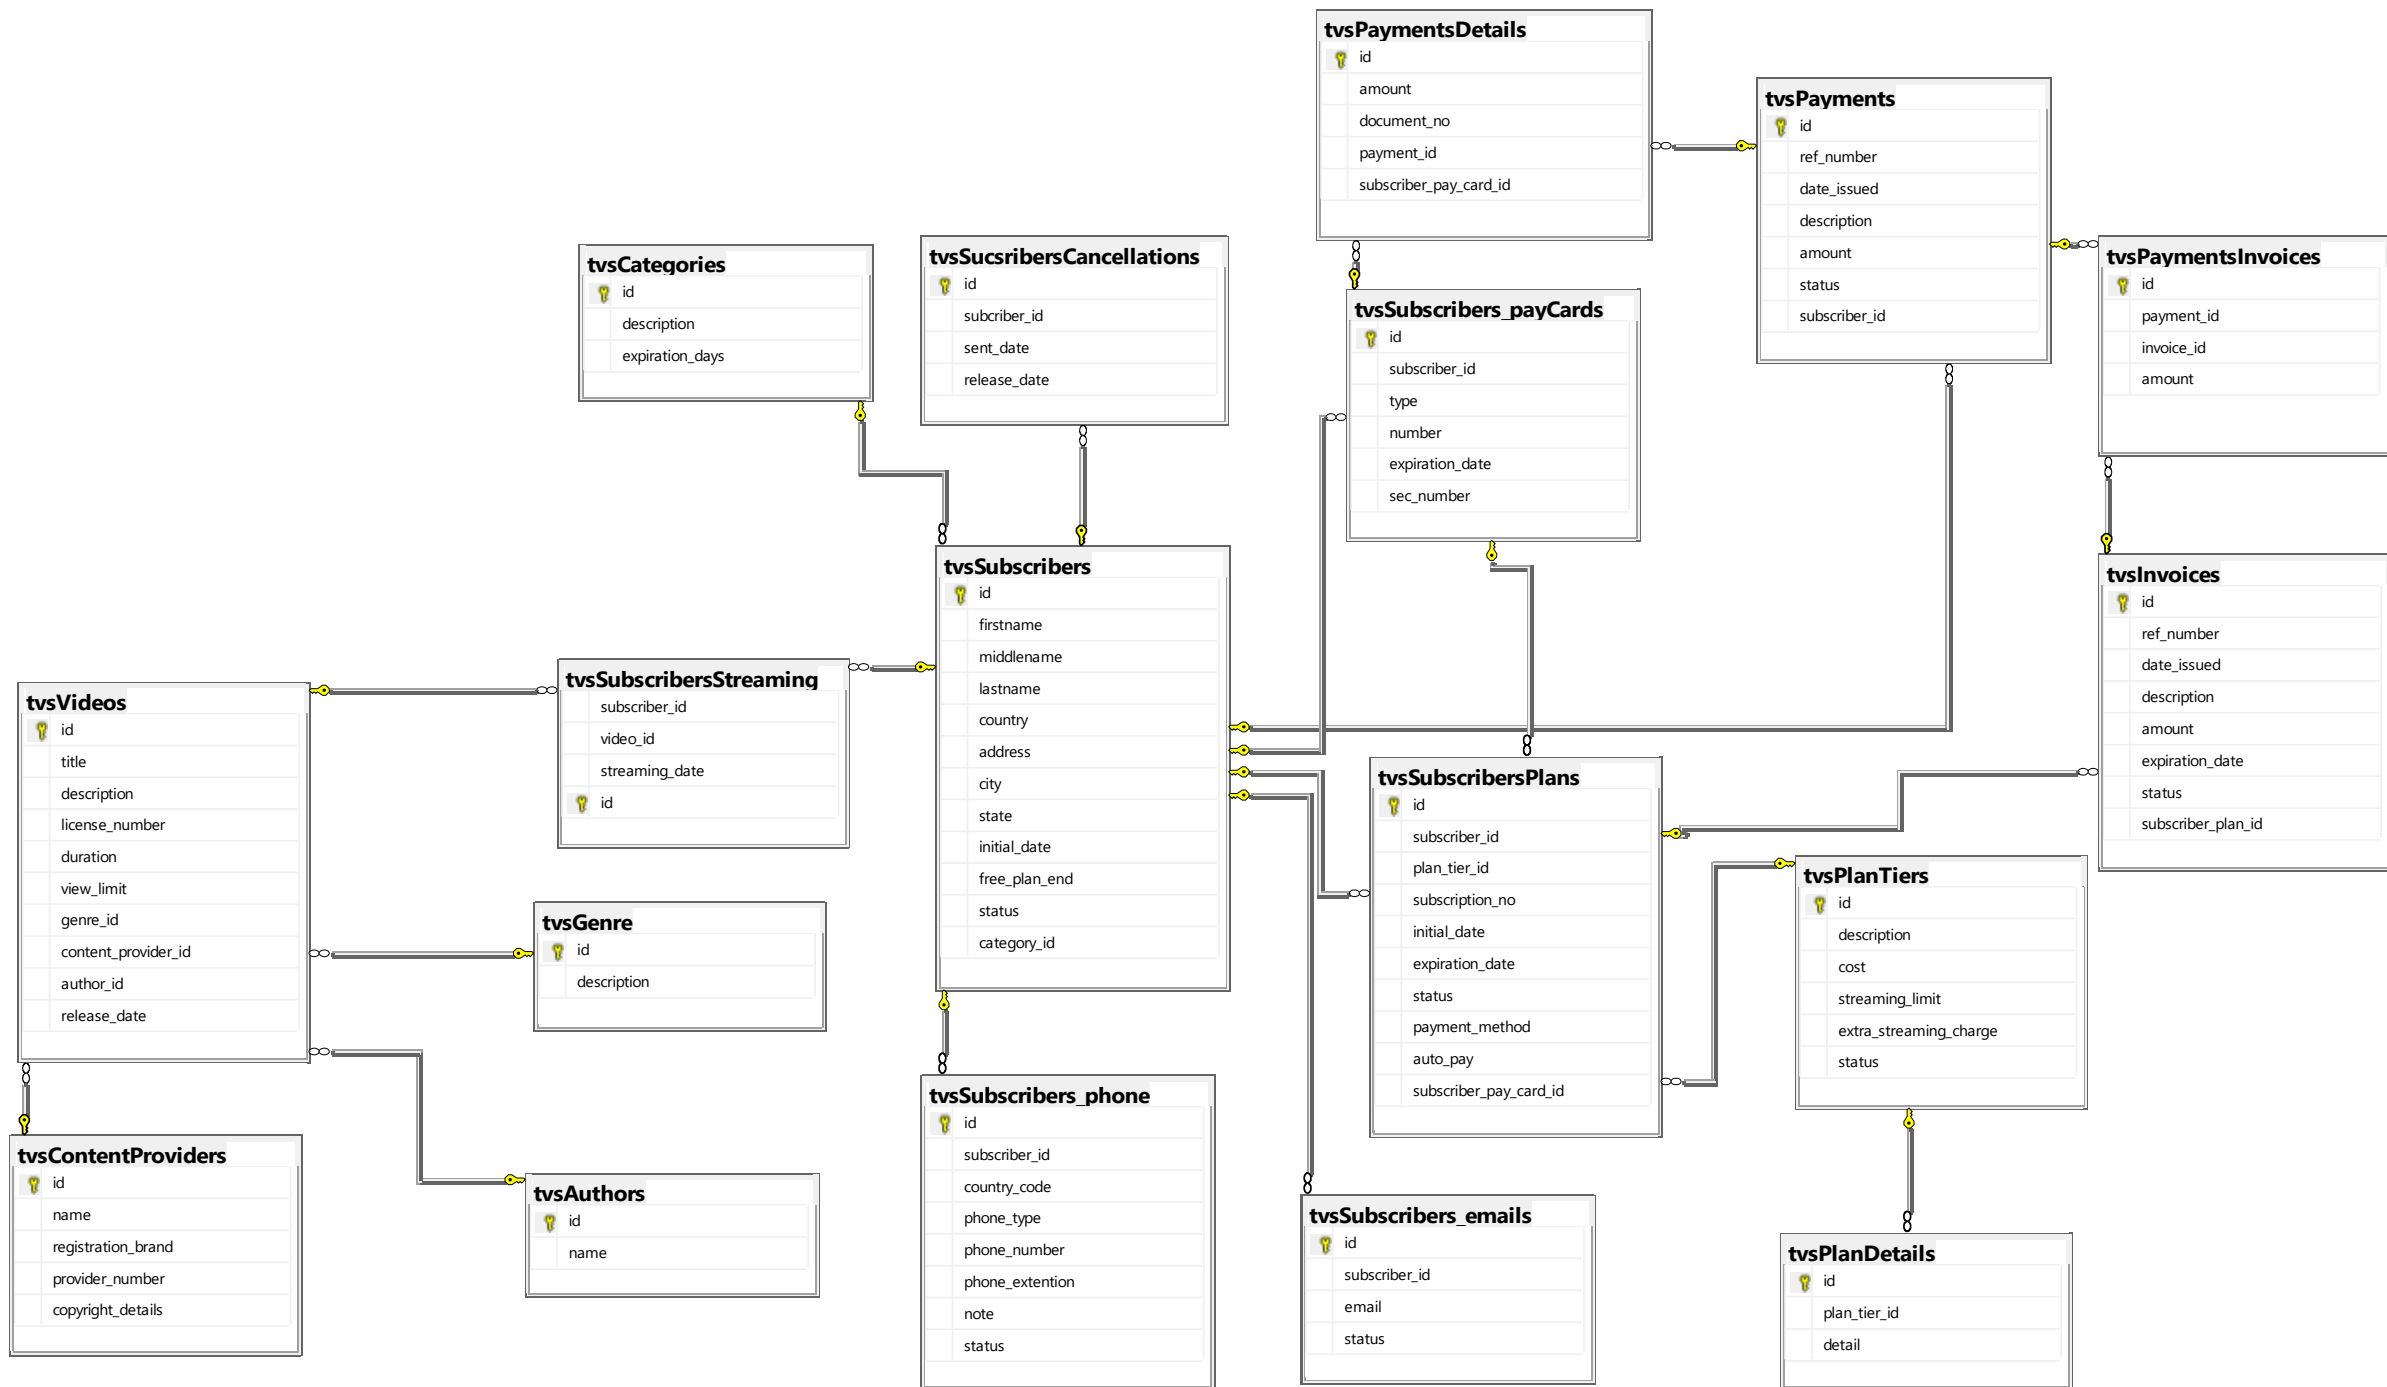 tvsPaymentsDetails
id
amount
document_no
payment_id
subscriber_pay_card_id
tvsPayments
id
ref_number
date_issued
description
amount
status
subscriber_id
tvsCategories
id
description
expiration_days
tvsSucsribersCancellations
id
subcriber_id
sent_date
release_date
tvsSubscribers_payCards
id
subscriber_id
type
number
expiration_date
sec_number
tvsPaymentsInvoices
id
payment_id
invoice_id
amount
tvsSubscribers
id
firstname
middlename
lastname
country
address
city
state
initial_date
free_plan_end
status
category_id
tvsInvoices
id
ref_number
date_issued
description
amount
expiration_date
status
subscriber_plan_id
tvsVideos
id
title
description
license_number
duration
view_limit
genre_id
content_provider_id
author_id
release_date
tvsSubscribersStreaming
subscriber_id
video_id
streaming_date
id
tvsGenre
id
description
tvsSubscribersPlans
id
subscriber_id
plan_tier_id
subscription_no
initial_date
expiration_date
status
payment_method
auto_pay
subscriber_pay_card_id
tvsPlanTiers
id
description
cost
streaming_limit
extra_streaming_charge
status
tvsContentProviders
id
name
registration_brand
provider_number
copyright_details
tvsAuthors
id
name
tvsSubscribers_phone
id
subscriber_id
country_code
phone_type
phone_number
phone_extention
note
status
tvsSubscribers_emails
id
subscriber_id
email
status
tvsPlanDetails
id
plan_tier_id
detail